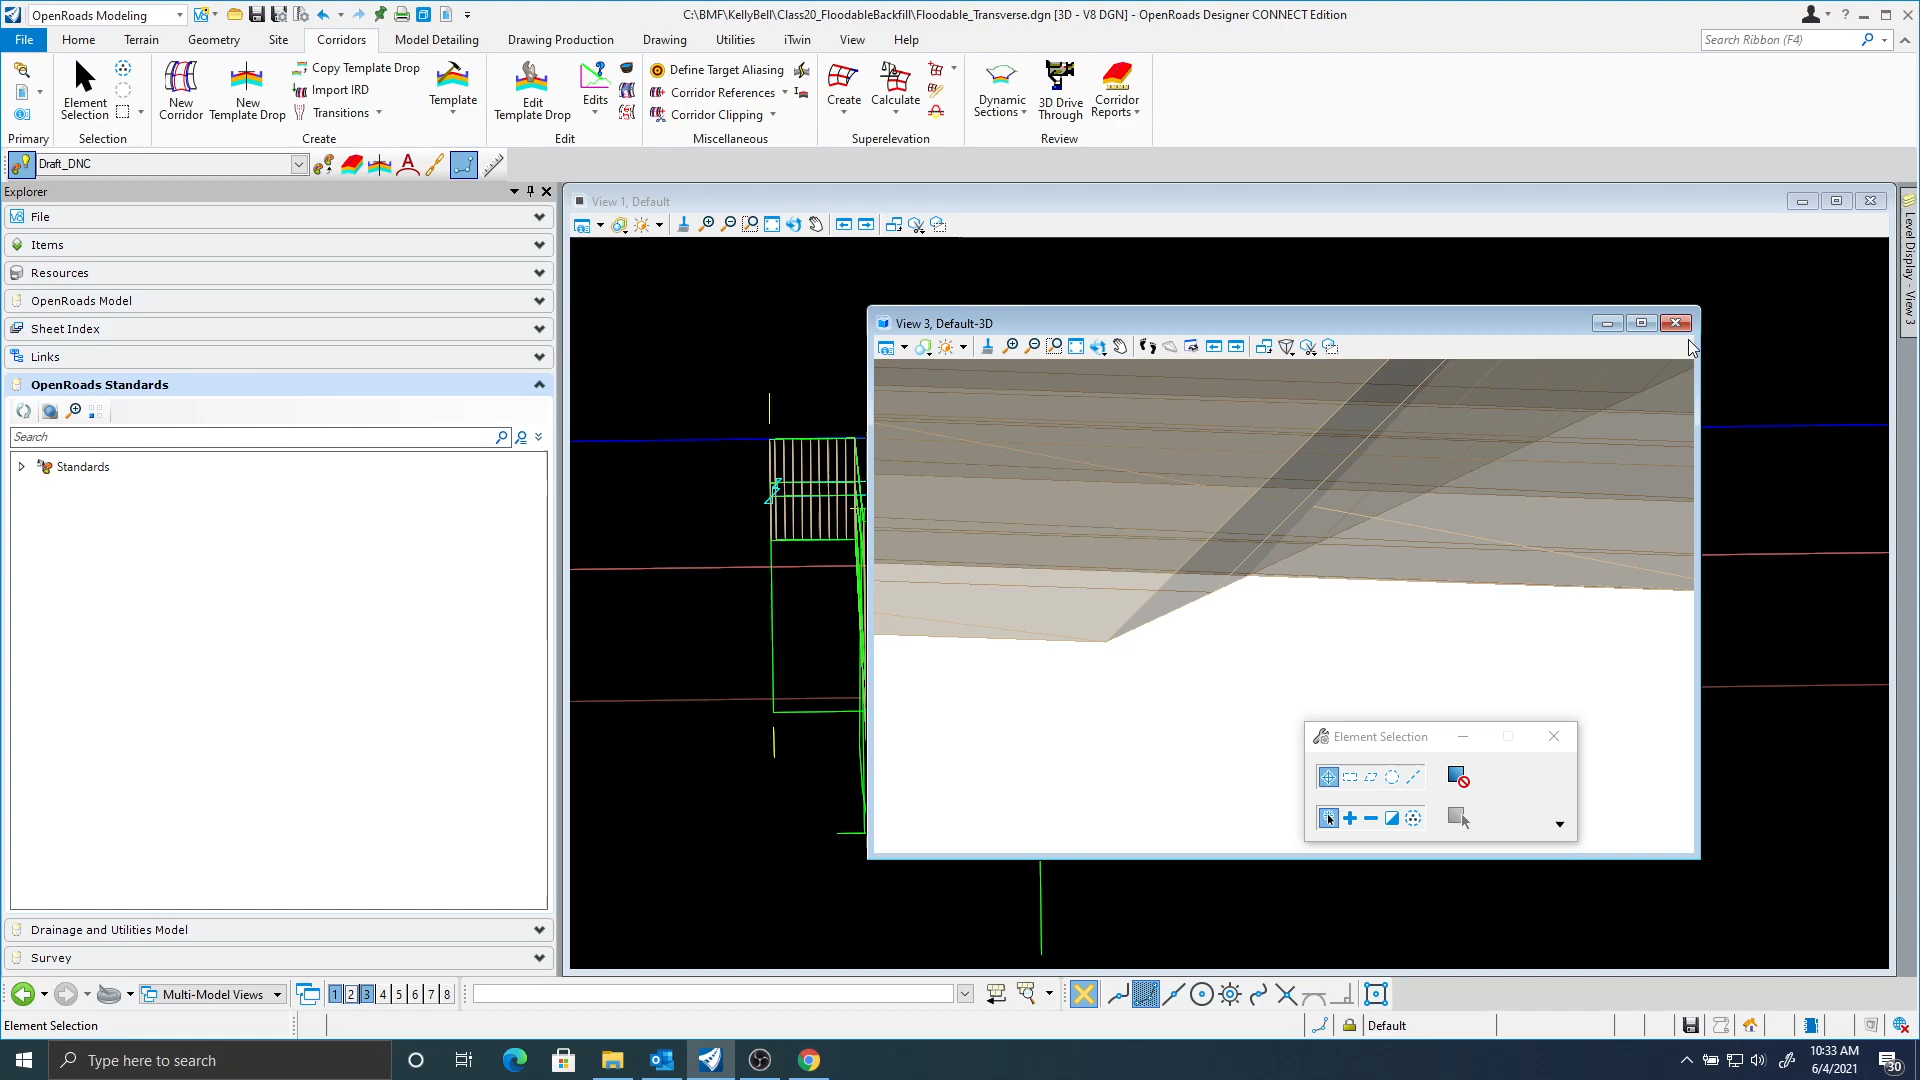 OpenRoads Modeling
C:\BMF\KellyBell\Class20_FloodableBackfill\Floodable_Transverse.dgn [3D - V8 DGN] - OpenRoads Designer CONNECT Edition
File Home Terrain Geometry Site Corridors Model Detailing Drawing Production Drawing Utilities iTwin View Help
Search Ribbon (F4)
Element Selection
New Corridor
New Template Drop
Copy Template Drop
Import IRD
Transitions
Template
Edit Template Drop
Edits
Define Target Aliasing
Corridor References
Corridor Clipping
Create
Calculate
Dynamic Sections
3D Drive Through
Corridor Reports
Primary Selection Create Edit Miscellaneous Superelevation Review
Draft_DNC
Explorer
File
Items
Resources
OpenRoads Model
Sheet Index
Links
OpenRoads Standards
Search
Standards
Drainage and Utilities Model
Survey
View 1, Default
View 3, Default-3D
Level Display - View 3
Element Selection
Multi-Model Views
1 2 3 4 5 6 7 8
Element Selection
Default
Type here to search
10:33 AM
6/4/2021
30